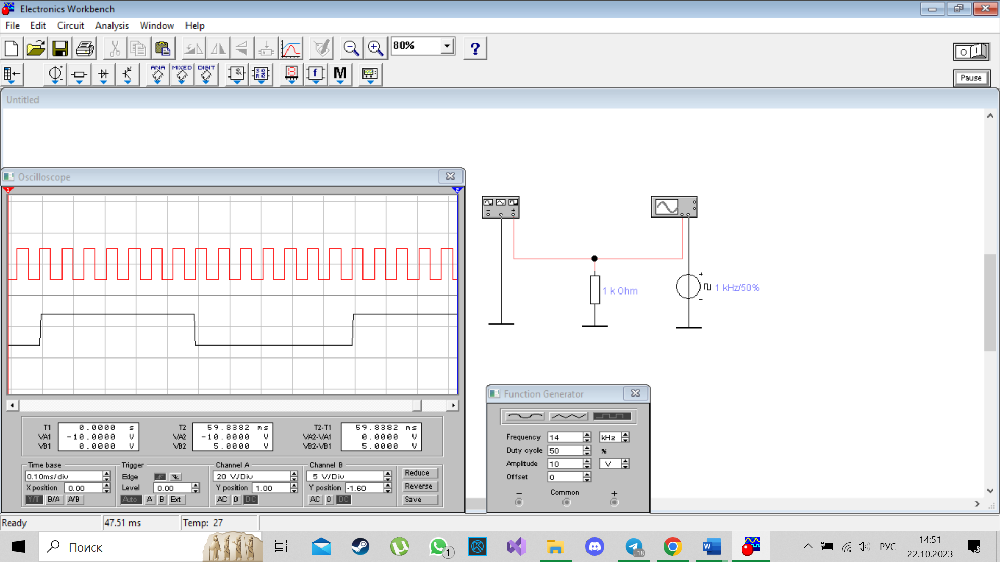 Electronics Workbench
File Edit Circuit Analysis Window Help
80%
?
ANA MIXED DIGIT
M
Pause
Untitled
Oscilloscope
1 2
1 k Ohm
1 kHz/50%
T1 0.0000 s
VA1 -10.0000 V
VB1 0.0000 V
T2 59.8382 ms
VA2 -10.0000 V
VB2 5.0000 V
T2-T1 59.8382 ms
VA2-VA1 0.0000 V
VB2-VB1 5.0000 V
Time base
0.10ms/div
X position 0.00
Y/T B/A A/B
Trigger
Edge
Level 0.00
Auto A B Ext
Channel A
20 V/Div
Y position 1.00
AC 0 DC
Channel B
5 V/Div
Y position -1.60
AC 0 DC
Reduce
Reverse
Save
Function Generator
Frequency 14 kHz
Duty cycle 50 %
Amplitude 10 V
Offset 0
− Common +
Ready 47.51 ms Temp: 27
Поиск
1
..18
РУС
14:51
22.10.2023